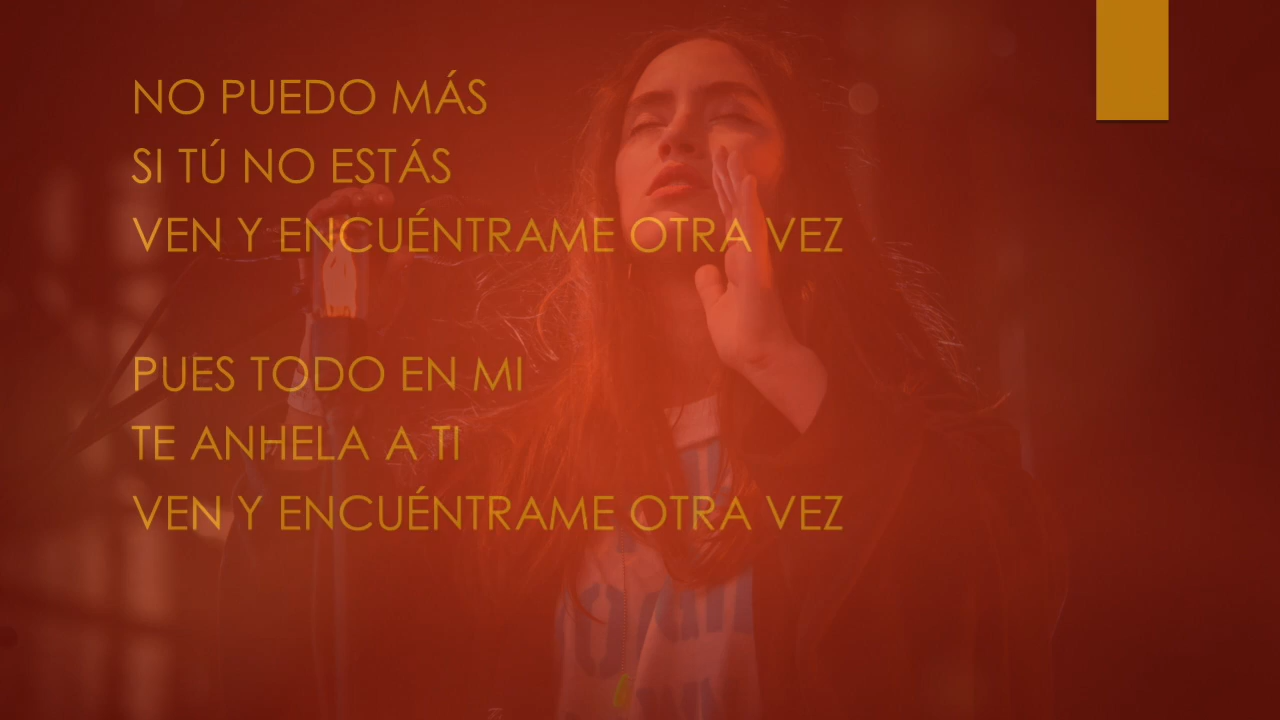 NO PUEDO MÁS
SI TÚ NO ESTÁS
VEN Y ENCUÉNTRAME OTRA VEZ
PUES TODO EN MI
TE ANHELA A TI
VEN Y ENCUÉNTRAME OTRA VEZ